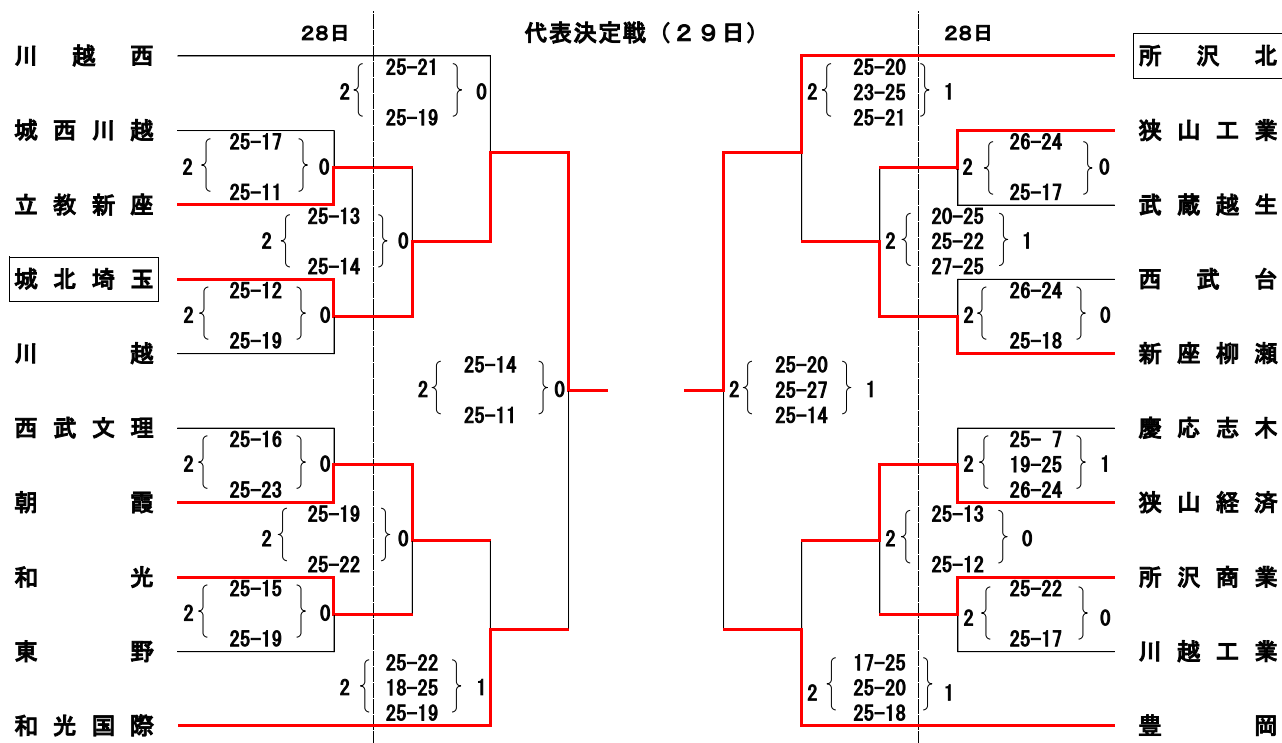 28日 代表決定戦（２９日） 28日
川越西 所沢北
25-21 25-20
2 0 2 23-25 1
25-19 25-21
城西川越 狭山工業
25-17 26-24
2 0 2 0
25-11 25-17
立教新座 武蔵越生
25-13 20-25
2 0 2 25-22 1
25-14 27-25
城北埼玉 西武台
25-12 26-24
2 0 2 0
25-19 25-18
川越 新座柳瀬
25-14 25-20
2 0 2 25-27 1
25-11 25-14
西武文理 慶応志木
25-16 25- 7
2 0 2 19-25 1
25-23 26-24
朝霞 狭山経済
25-19 25-13
2 0 2 0
25-22 25-12
和光 所沢商業
25-15 25-22
2 0 2 0
25-19 25-17
東野 川越工業
25-22 17-25
2 18-25 1 2 25-20 1
25-19 25-18
和光国際 豊岡